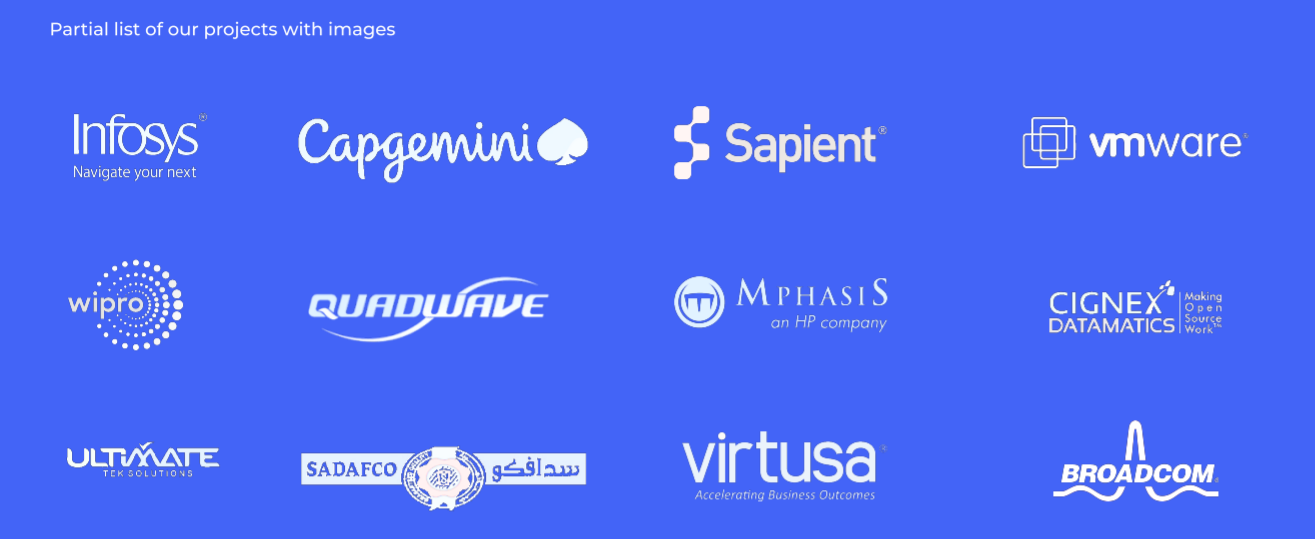 Partial list of our projects with images
Infosys®
Navigate your next
Capgemini
Sapient®
vmware
wipro
QUADWAVE
MPHASIS
an HP company
CIGNEX
DATAMATICS
Making
Open
Source
Work™
ULTIMATE
TEK SOLUTIONS
SADAFCO
سدافكو
virtusa
Accelerating Business Outcomes
BROADCOM